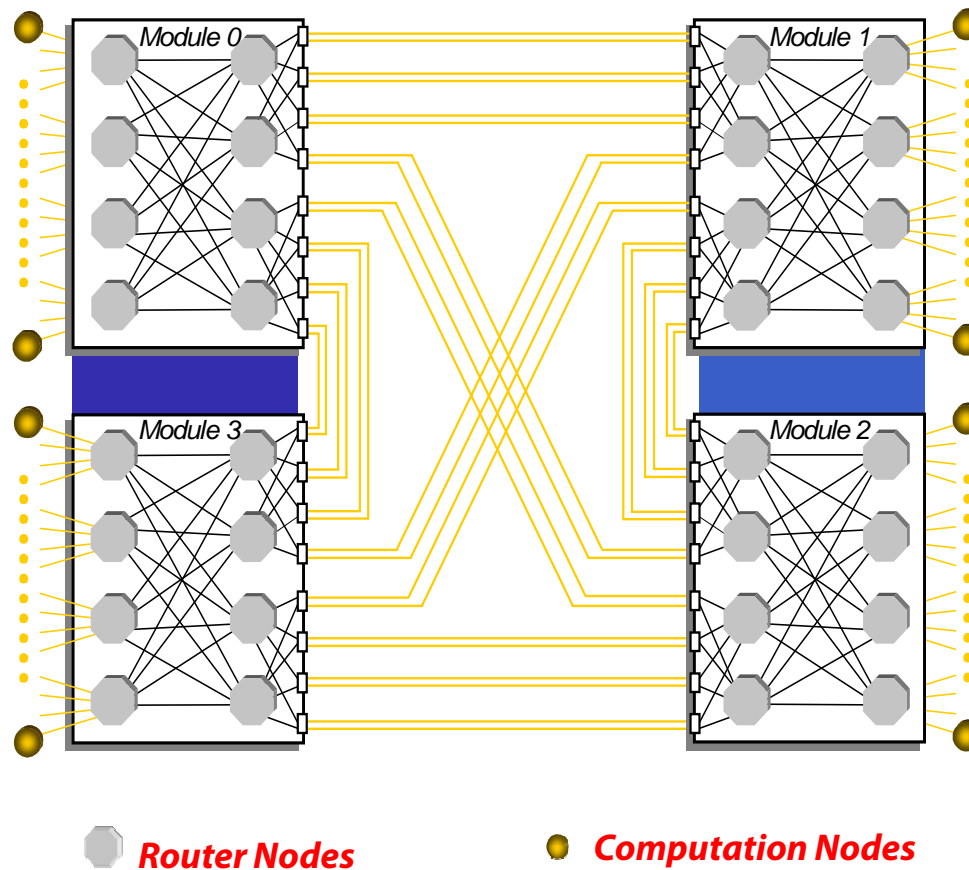 Module 0
Module 1
Module 3
Module 2
Router Nodes
Computation Nodes